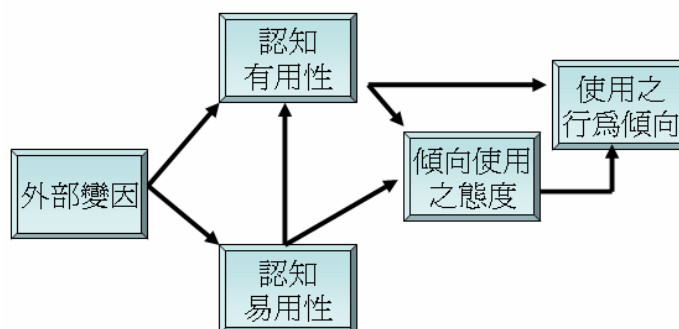 認知
有用性
使用之
行爲傾向
外部變因
傾向使用
之態度
認知
易用性